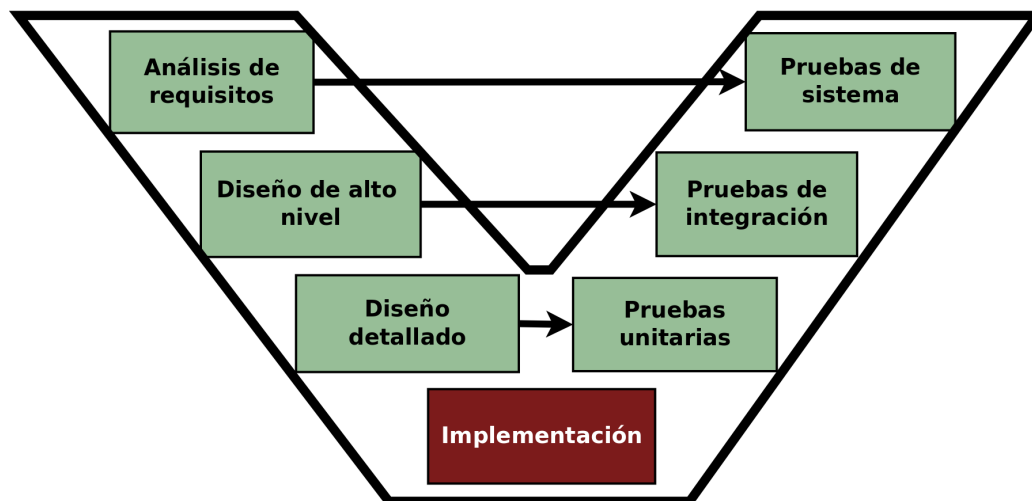 Análisis de
requisitos
Pruebas de
sistema
Diseño de alto
nivel
Pruebas de
integración
Diseño
detallado
Pruebas
unitarias
Implementación